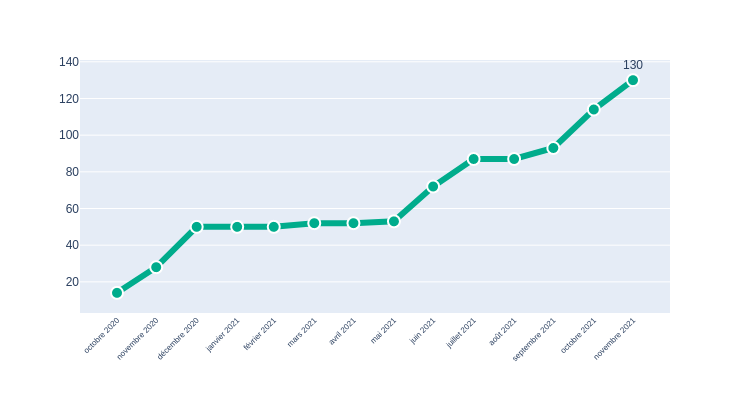 140
130
120
100
80
60
40
20
octobre 2020
novembre 2020
décembre 2020
janvier 2021
février 2021
mars 2021
avril 2021
mai 2021
juin 2021
juillet 2021
août 2021
septembre 2021
octobre 2021
novembre 2021